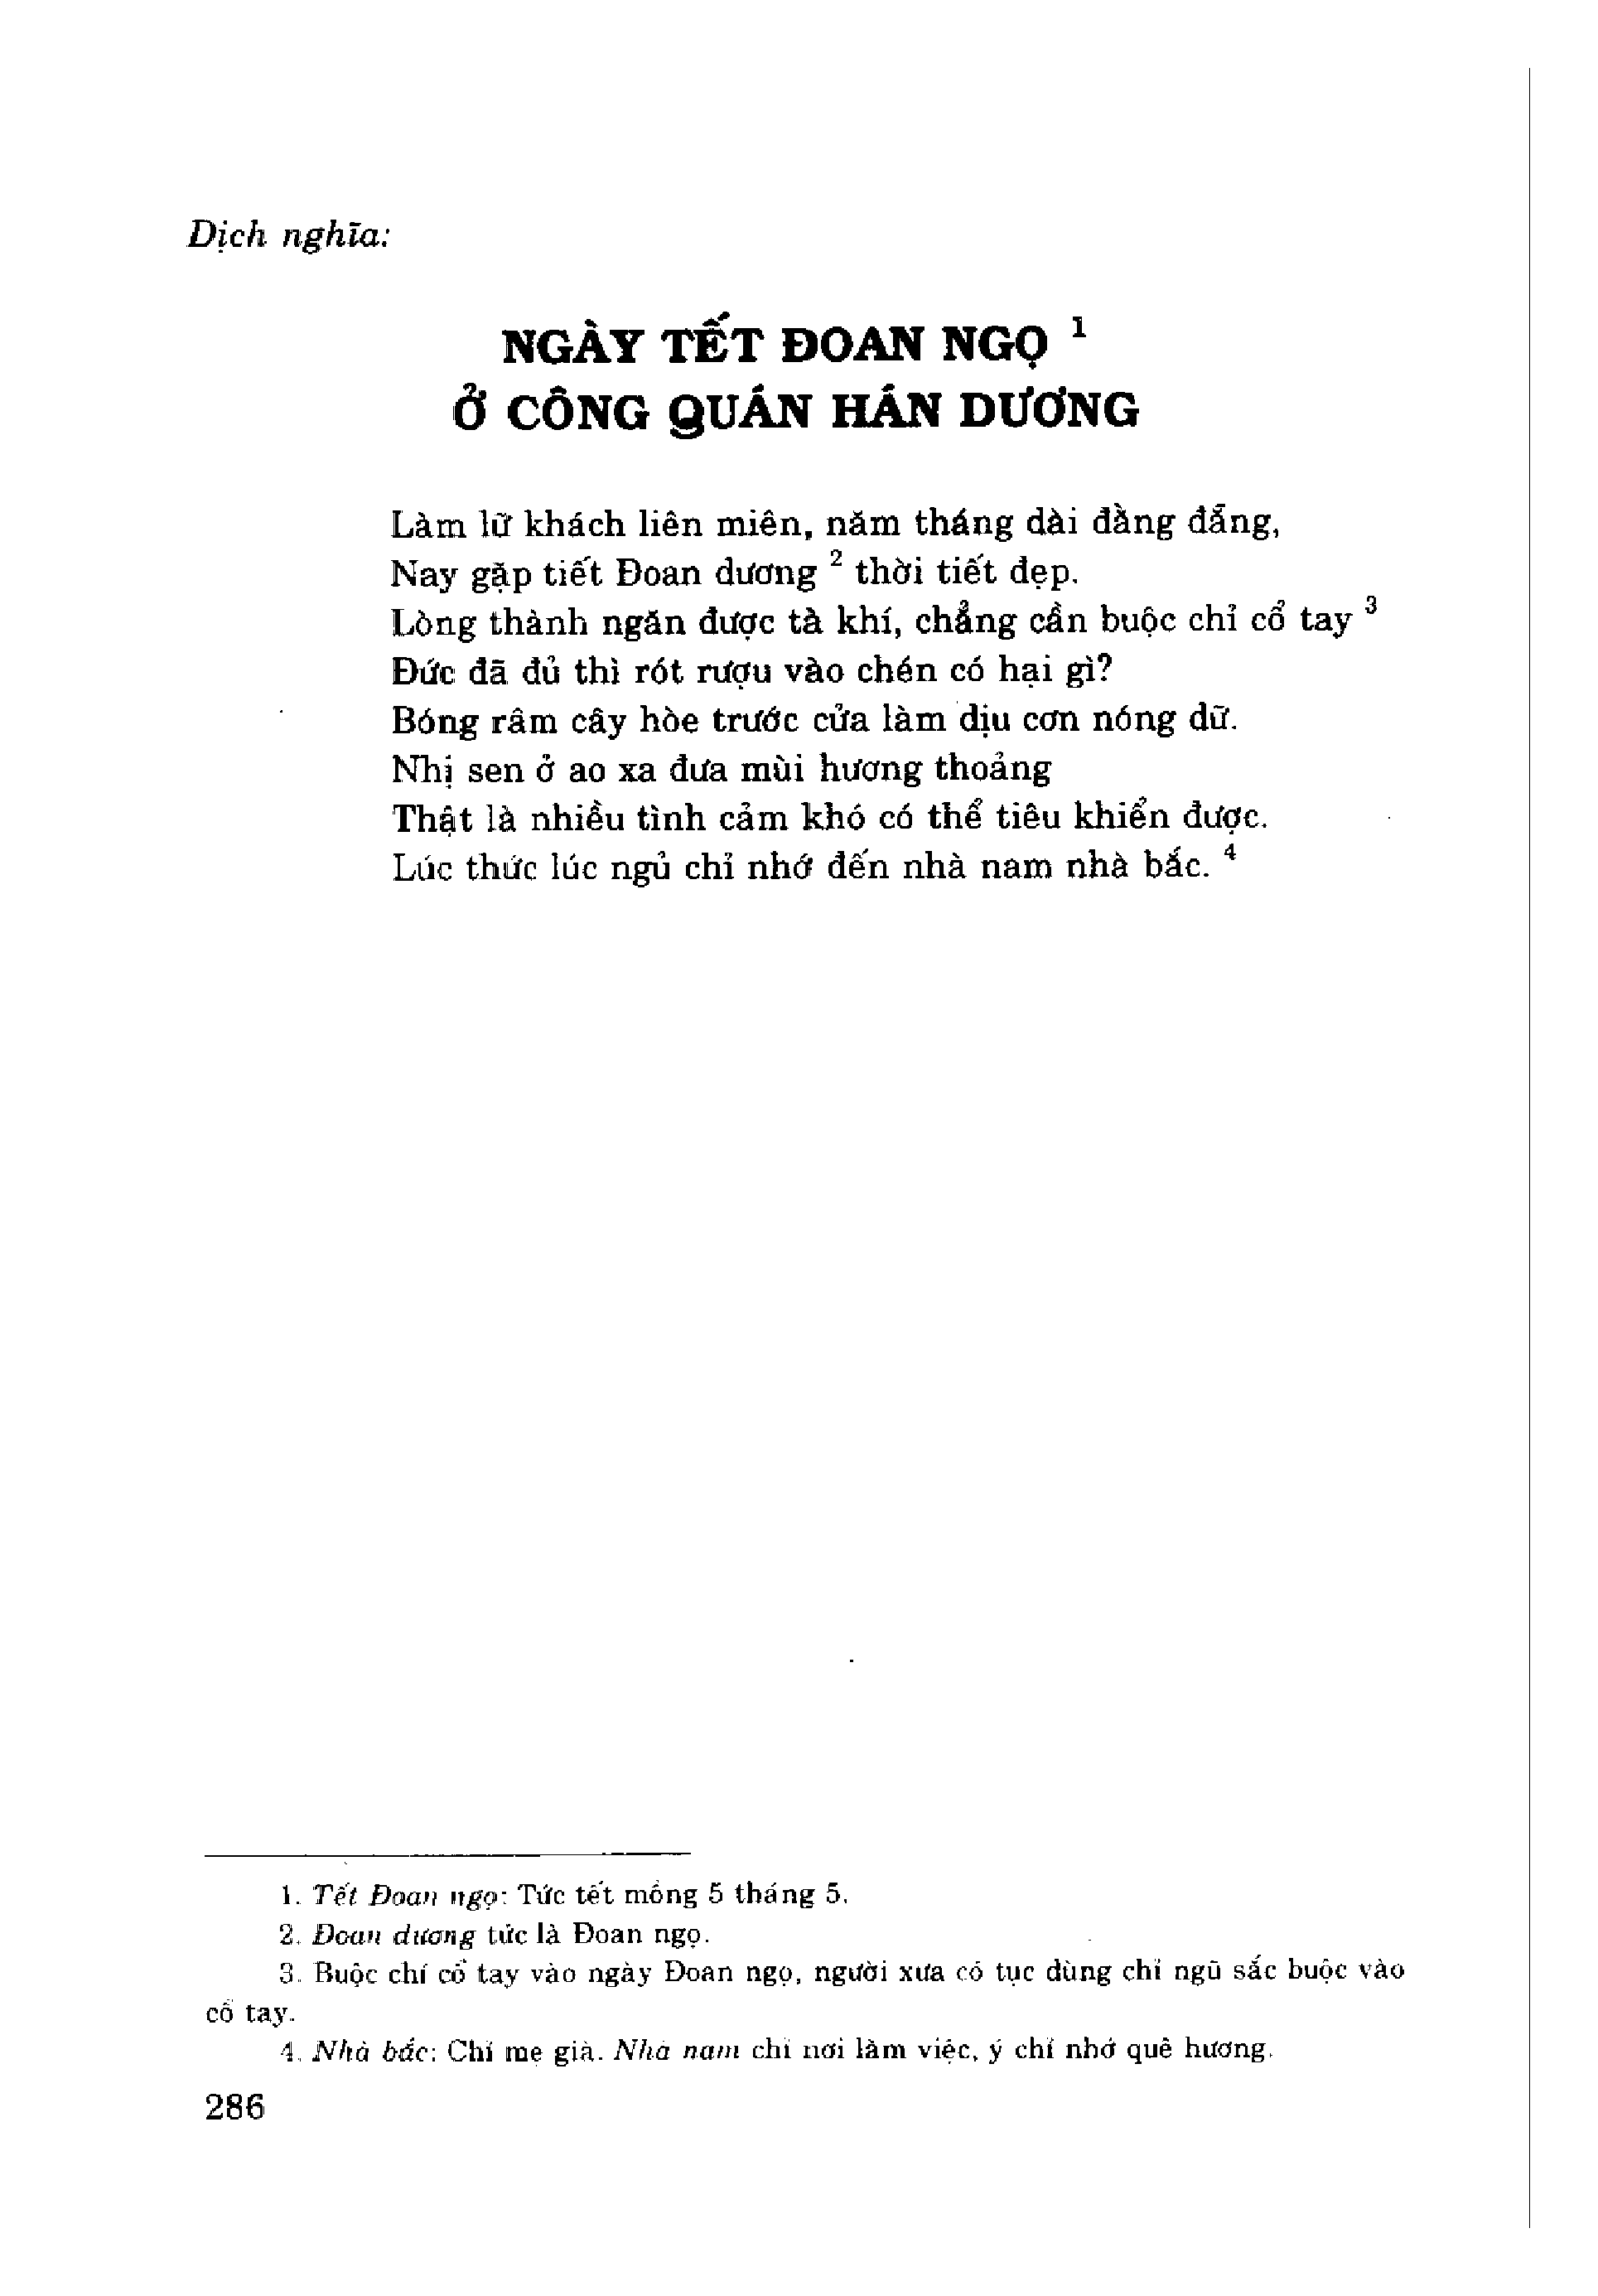 Dịch nghĩa:
NGÀY TẾT ĐOAN NGỌ ¹
Ở CÔNG QUÁN HÁN DƯƠNG
Làm lữ khách liên miên, năm tháng dài đằng đẵng,
Nay gặp tiết Đoan dương ² thời tiết đẹp.
Lòng thành ngăn được tà khí, chẳng cần buộc chỉ cổ tay ³
Đức đã đủ thì rót rượu vào chén có hại gì?
Bóng râm cây hòe trước cửa làm dịu cơn nóng dữ.
Nhị sen ở ao xa đưa mùi hương thoảng
Thật là nhiều tình cảm khó có thể tiêu khiển được.
Lúc thức lúc ngủ chỉ nhớ đến nhà nam nhà bắc. ⁴
1. Tết Đoan ngọ: Tức tết mồng 5 tháng 5.
2. Đoan dương tức là Đoan ngọ.
3. Buộc chỉ cổ tay vào ngày Đoan ngọ, người xưa có tục dùng chỉ ngũ sắc buộc vào
cổ tay.
4. Nhà bắc: Chỉ mẹ già. Nhà nam chỉ nơi làm việc, ý chỉ nhớ quê hương.
286